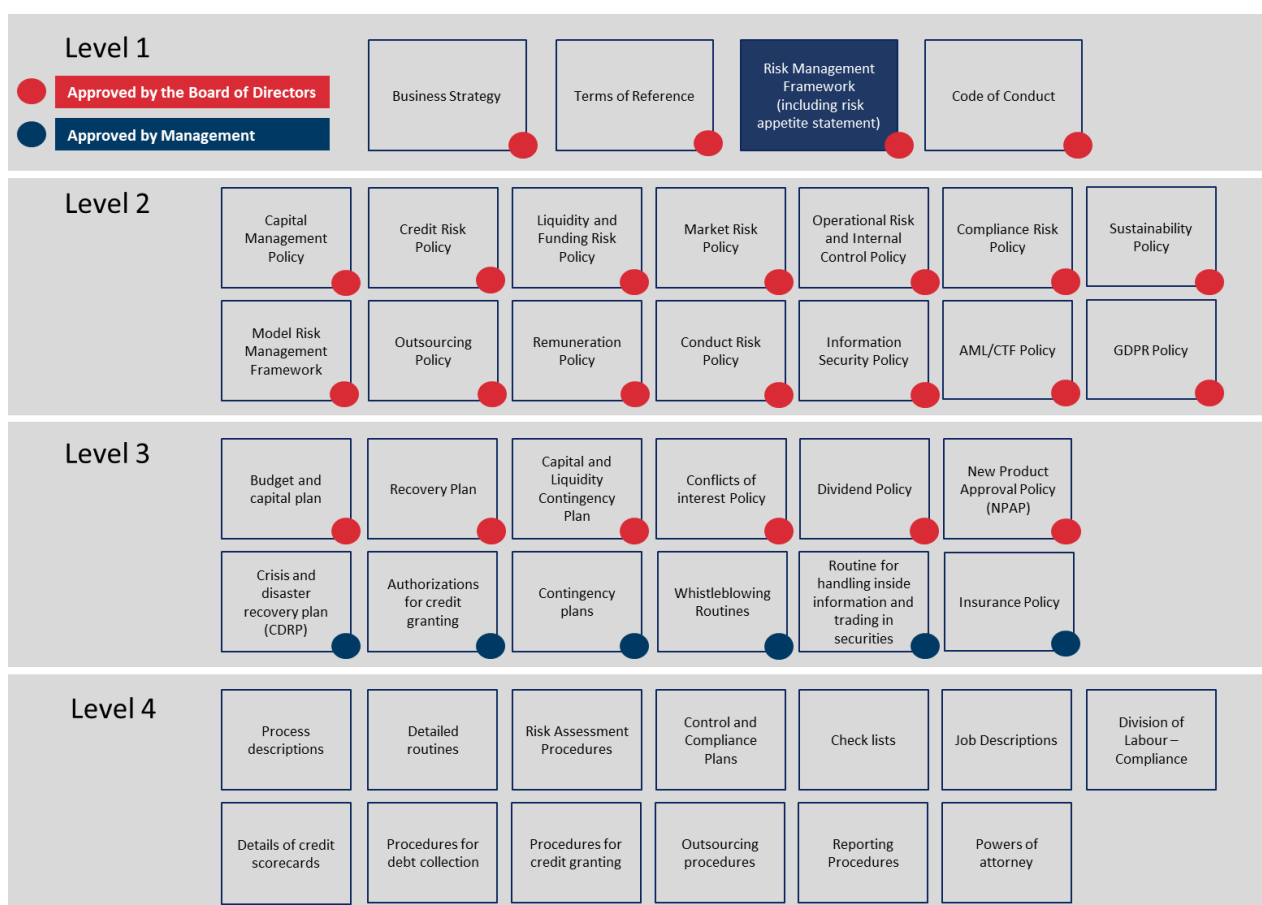 Level 1
Approved by the Board of Directors
Approved by Management
Business Strategy
Terms of Reference
Risk Management
Framework
(including risk
appetite statement)
Code of Conduct
Level 2
Capital
Management
Policy
Credit Risk
Policy
Liquidity and
Funding Risk
Policy
Market Risk
Policy
Operational Risk
and Internal
Control Policy
Compliance Risk
Policy
Sustainability
Policy
Model Risk
Management
Framework
Outsourcing
Policy
Remuneration
Policy
Conduct Risk
Policy
Information
Security Policy
AML/CTF Policy
GDPR Policy
Level 3
Budget and
capital plan
Recovery Plan
Capital and
Liquidity
Contingency
Plan
Conflicts of
interest Policy
Dividend Policy
New Product
Approval Policy
(NPAP)
Crisis and
disaster
recovery plan
(CDRP)
Authorizations
for credit
granting
Contingency
plans
Whistleblowing
Routines
Routine for
handling inside
information and
trading in
securities
Insurance Policy
Level 4
Process
descriptions
Detailed
routines
Risk Assessment
Procedures
Control and
Compliance
Plans
Check lists
Job Descriptions
Division of
Labour –
Compliance
Details of credit
scorecards
Procedures for
debt collection
Procedures for
credit granting
Outsourcing
procedures
Reporting
Procedures
Powers of
attorney